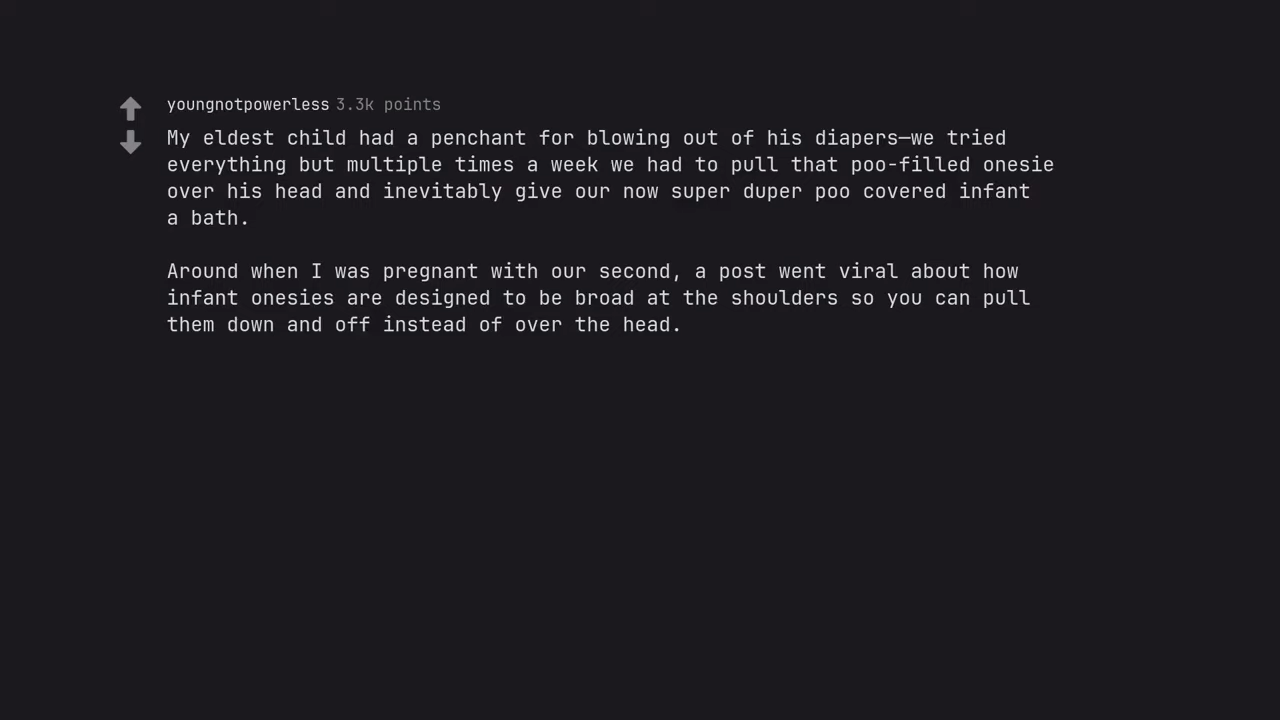 youngnotpowerless 3.3k points
My eldest child had a penchant for blowing out of his diapers—we tried
everything but multiple times a week we had to pull that poo-filled onesie
over his head and inevitably give our now super duper poo covered infant
a bath.
Around when I was pregnant with our second, a post went viral about how
infant onesies are designed to be broad at the shoulders so you can pull
them down and off instead of over the head.